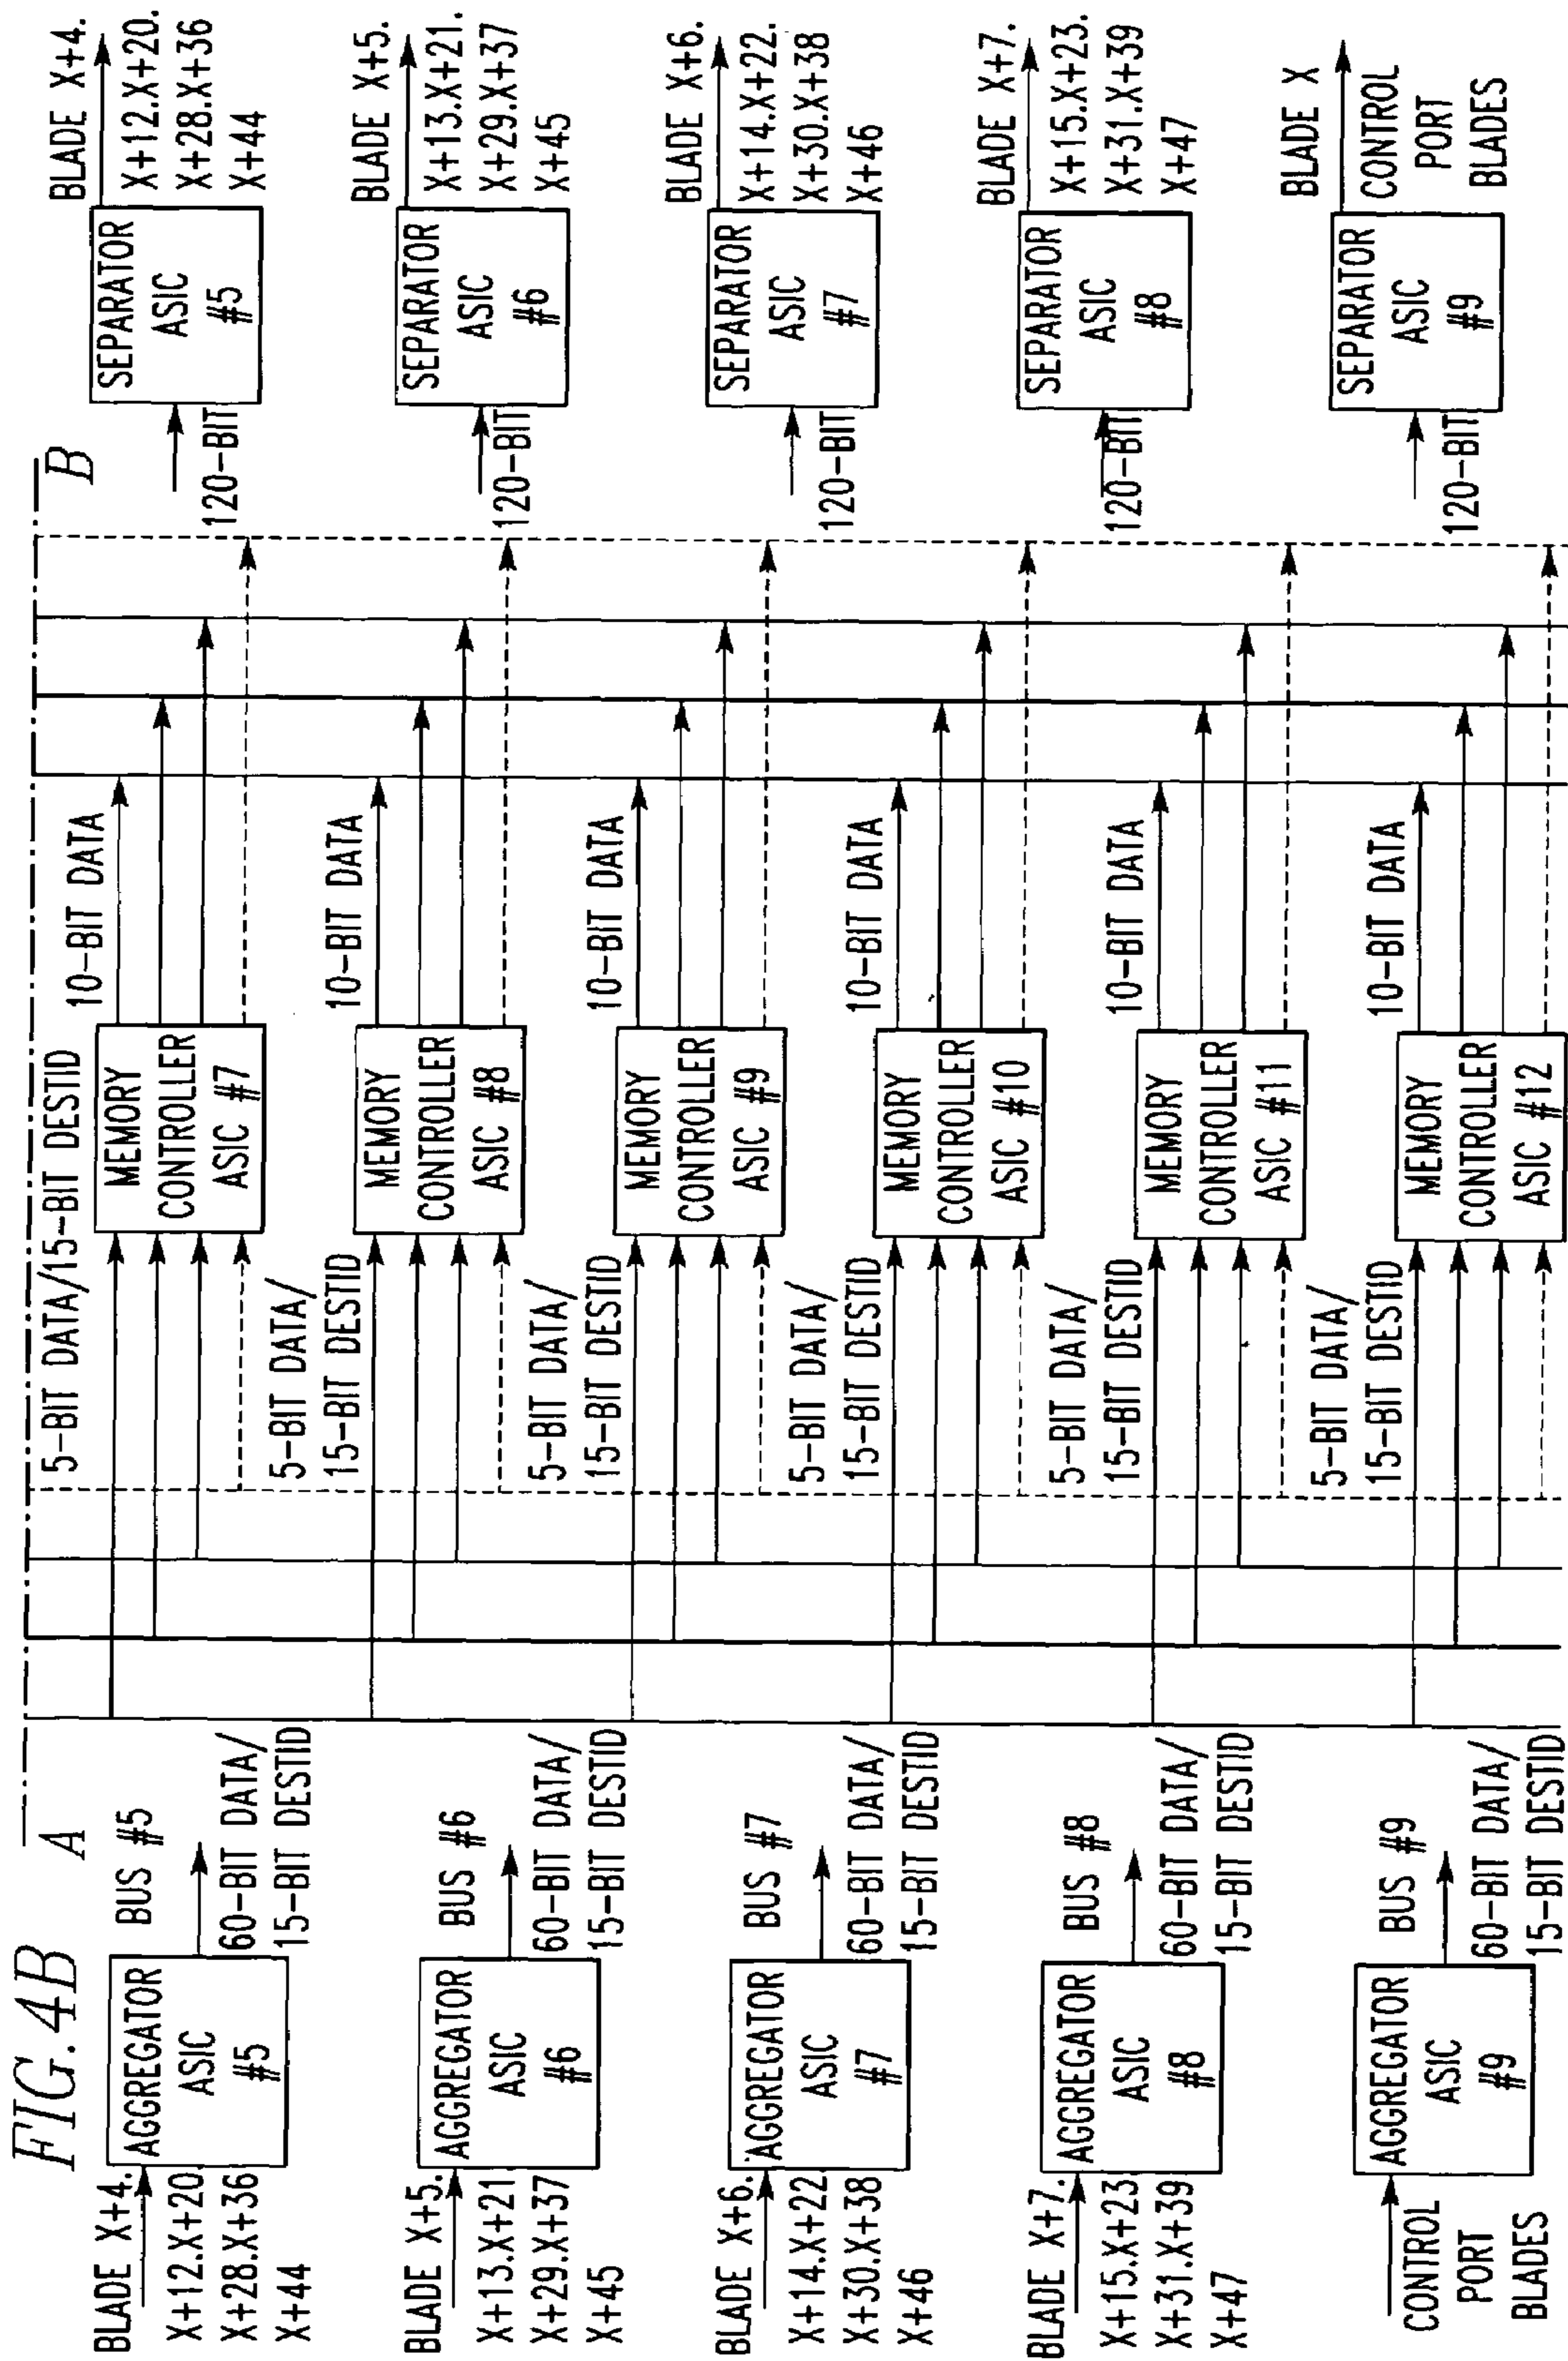 FIG. 4B
A
B
BLADE X+4.
X+12.X+20.
X+28.X+36
X+44
AGGREGATOR
ASIC
#5
BUS #5
60-BIT DATA/
15-BIT DESTID
BLADE X+5.
X+13.X+21
X+29.X+37
X+45
AGGREGATOR
ASIC
#6
BUS #6
60-BIT DATA/
15-BIT DESTID
BLADE X+6.
X+14.X+22
X+30.X+38
X+46
AGGREGATOR
ASIC
#7
BUS #7
60-BIT DATA/
15-BIT DESTID
BLADE X+7.
X+15.X+23
X+31.X+39
X+47
AGGREGATOR
ASIC
#8
BUS #8
60-BIT DATA/
15-BIT DESTID
CONTROL
PORT
BLADES
AGGREGATOR
ASIC
#9
BUS #9
60-BIT DATA/
15-BIT DESTID
5-BIT DATA/15-BIT DESTID
MEMORY
CONTROLLER
ASIC #7
10-BIT DATA
5-BIT DATA/
15-BIT DESTID
MEMORY
CONTROLLER
ASIC #8
10-BIT DATA
5-BIT DATA/
15-BIT DESTID
MEMORY
CONTROLLER
ASIC #9
10-BIT DATA
5-BIT DATA/
15-BIT DESTID
MEMORY
CONTROLLER
ASIC #10
10-BIT DATA
5-BIT DATA/
15-BIT DESTID
MEMORY
CONTROLLER
ASIC #11
10-BIT DATA
5-BIT DATA/
15-BIT DESTID
MEMORY
CONTROLLER
ASIC #12
10-BIT DATA
120-BIT
SEPARATOR
ASIC
#5
BLADE X+4.
X+12.X+20.
X+28.X+36
X+44
120-BIT
SEPARATOR
ASIC
#6
BLADE X+5.
X+13.X+21.
X+29.X+37
X+45
120-BIT
SEPARATOR
ASIC
#7
BLADE X+6.
X+14.X+22.
X+30.X+38
X+46
120-BIT
SEPARATOR
ASIC
#8
BLADE X+7.
X+15.X+23.
X+31.X+39
X+47
120-BIT
SEPARATOR
ASIC
#9
BLADE X
CONTROL
PORT
BLADES